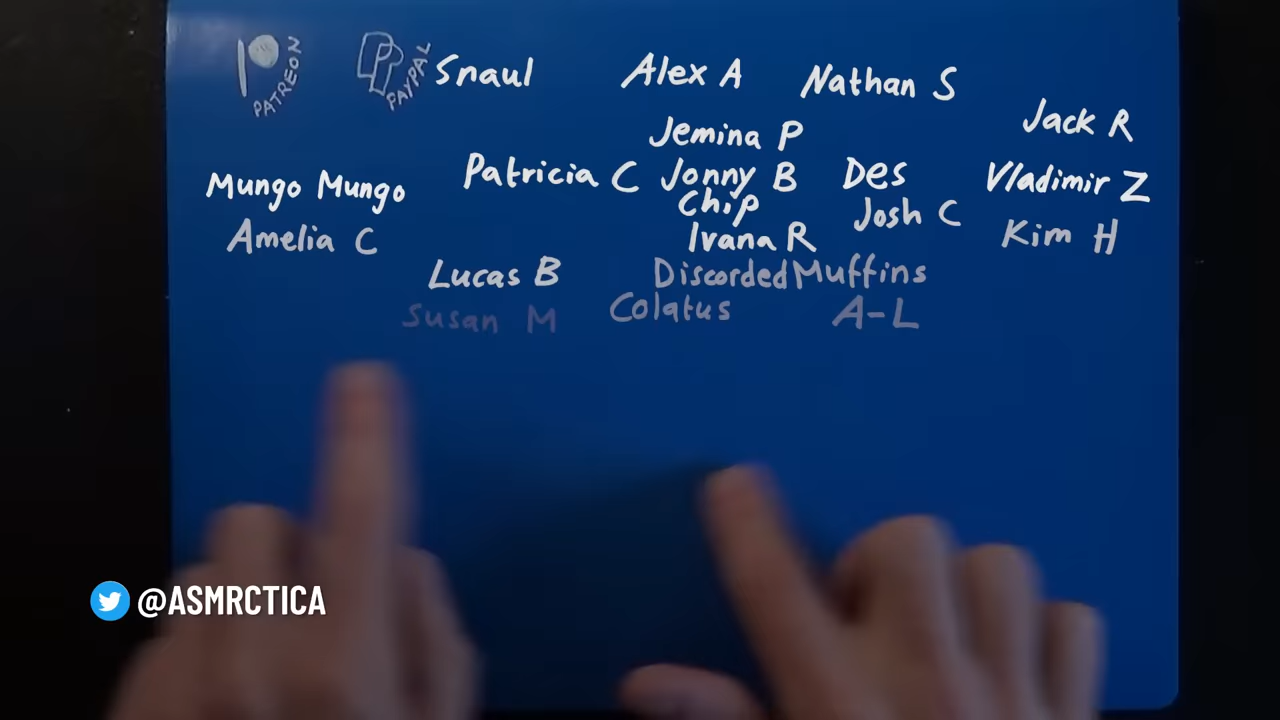 PATREON
PAYPAL
Snaul Alex A Nathan S
Jack R
Jemina P
Mungo Mungo Patricia C Jonny B Des Vladimir Z
Chip Josh C
Amelia C Ivana R Kim H
Lucas B DiscordedMuffins
Susan M Colatus A-L
@ASMRCTICA